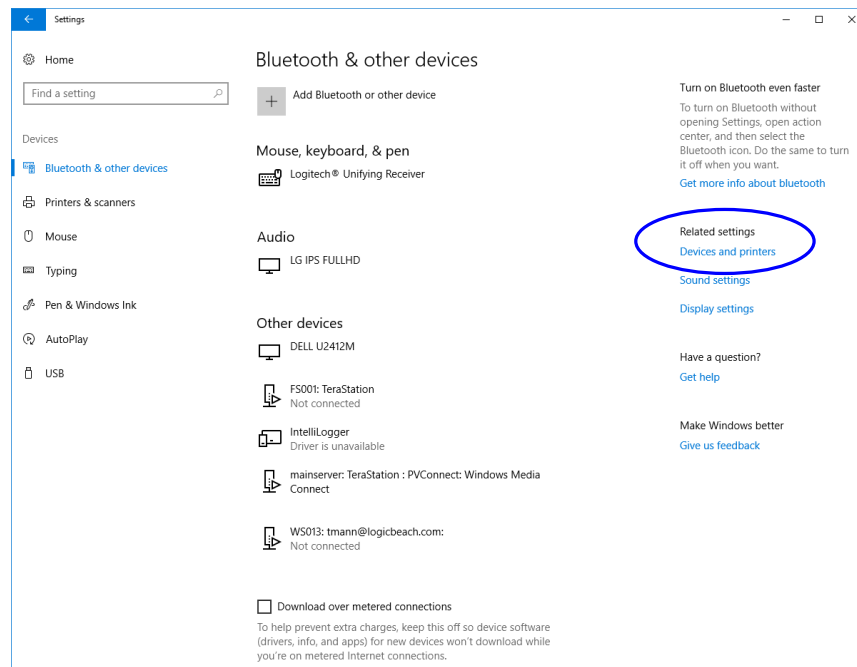 Settings
Home
Find a setting
Devices
Bluetooth & other devices
Printers & scanners
Mouse
Typing
Pen & Windows Ink
AutoPlay
USB
Bluetooth & other devices
Add Bluetooth or other device
Mouse, keyboard, & pen
Logitech® Unifying Receiver
Audio
LG IPS FULLHD
Other devices
DELL U2412M
FS001: TeraStation
Not connected
IntelliLogger
Driver is unavailable
mainserver: TeraStation : PVConnect: Windows Media
Connect
WS013: tmann@logicbeach.com:
Not connected
Download over metered connections
To help prevent extra charges, keep this off so device software
(drivers, info, and apps) for new devices won't download while
you're on metered Internet connections.
Turn on Bluetooth even faster
To turn on Bluetooth without
opening Settings, open action
center, and then select the
Bluetooth icon. Do the same to turn
it off when you want.
Get more info about bluetooth
Related settings
Devices and printers
Sound settings
Display settings
Have a question?
Get help
Make Windows better
Give us feedback